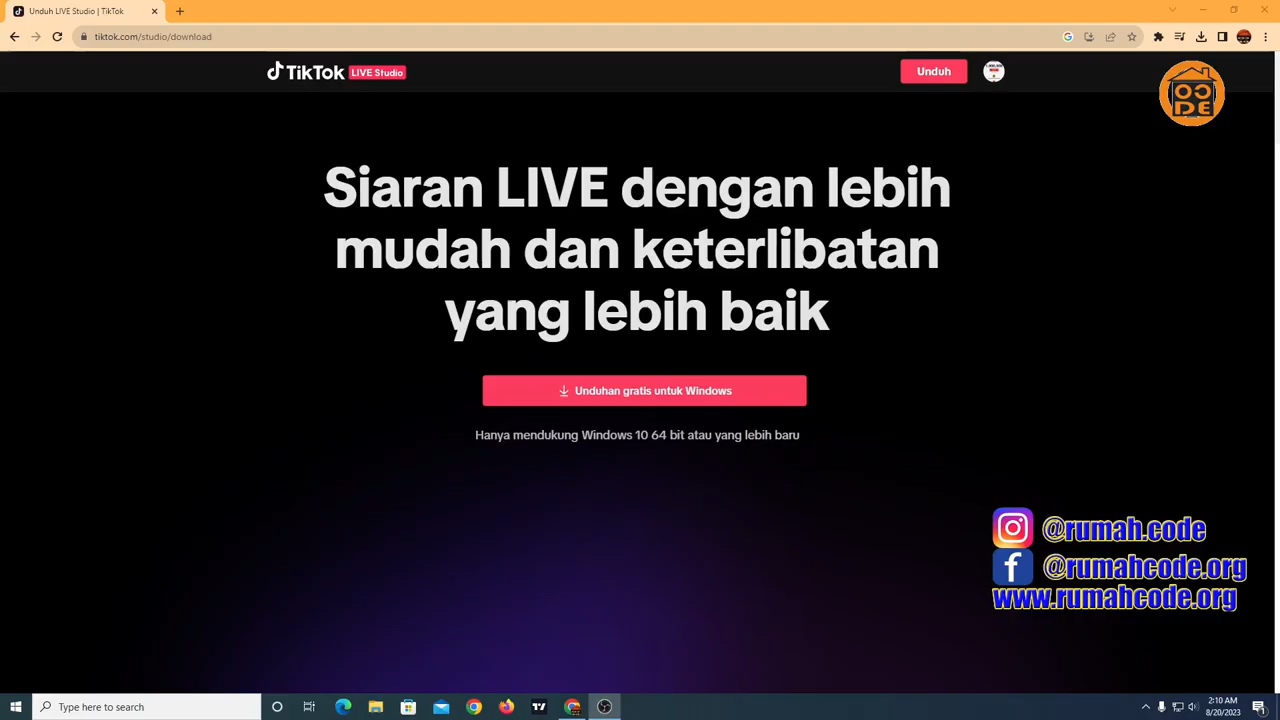 Unduh LIVE Studio | TikTok
tiktok.com/studio/download
TikTok LIVE Studio
Unduh
CODE
Siaran LIVE dengan lebih
mudah dan keterlibatan
yang lebih baik
Unduhan gratis untuk Windows
Hanya mendukung Windows 10 64 bit atau yang lebih baru
@rumah.code
@rumahcode.org
www.rumahcode.org
Type here to search
2:10 AM
8/20/2023